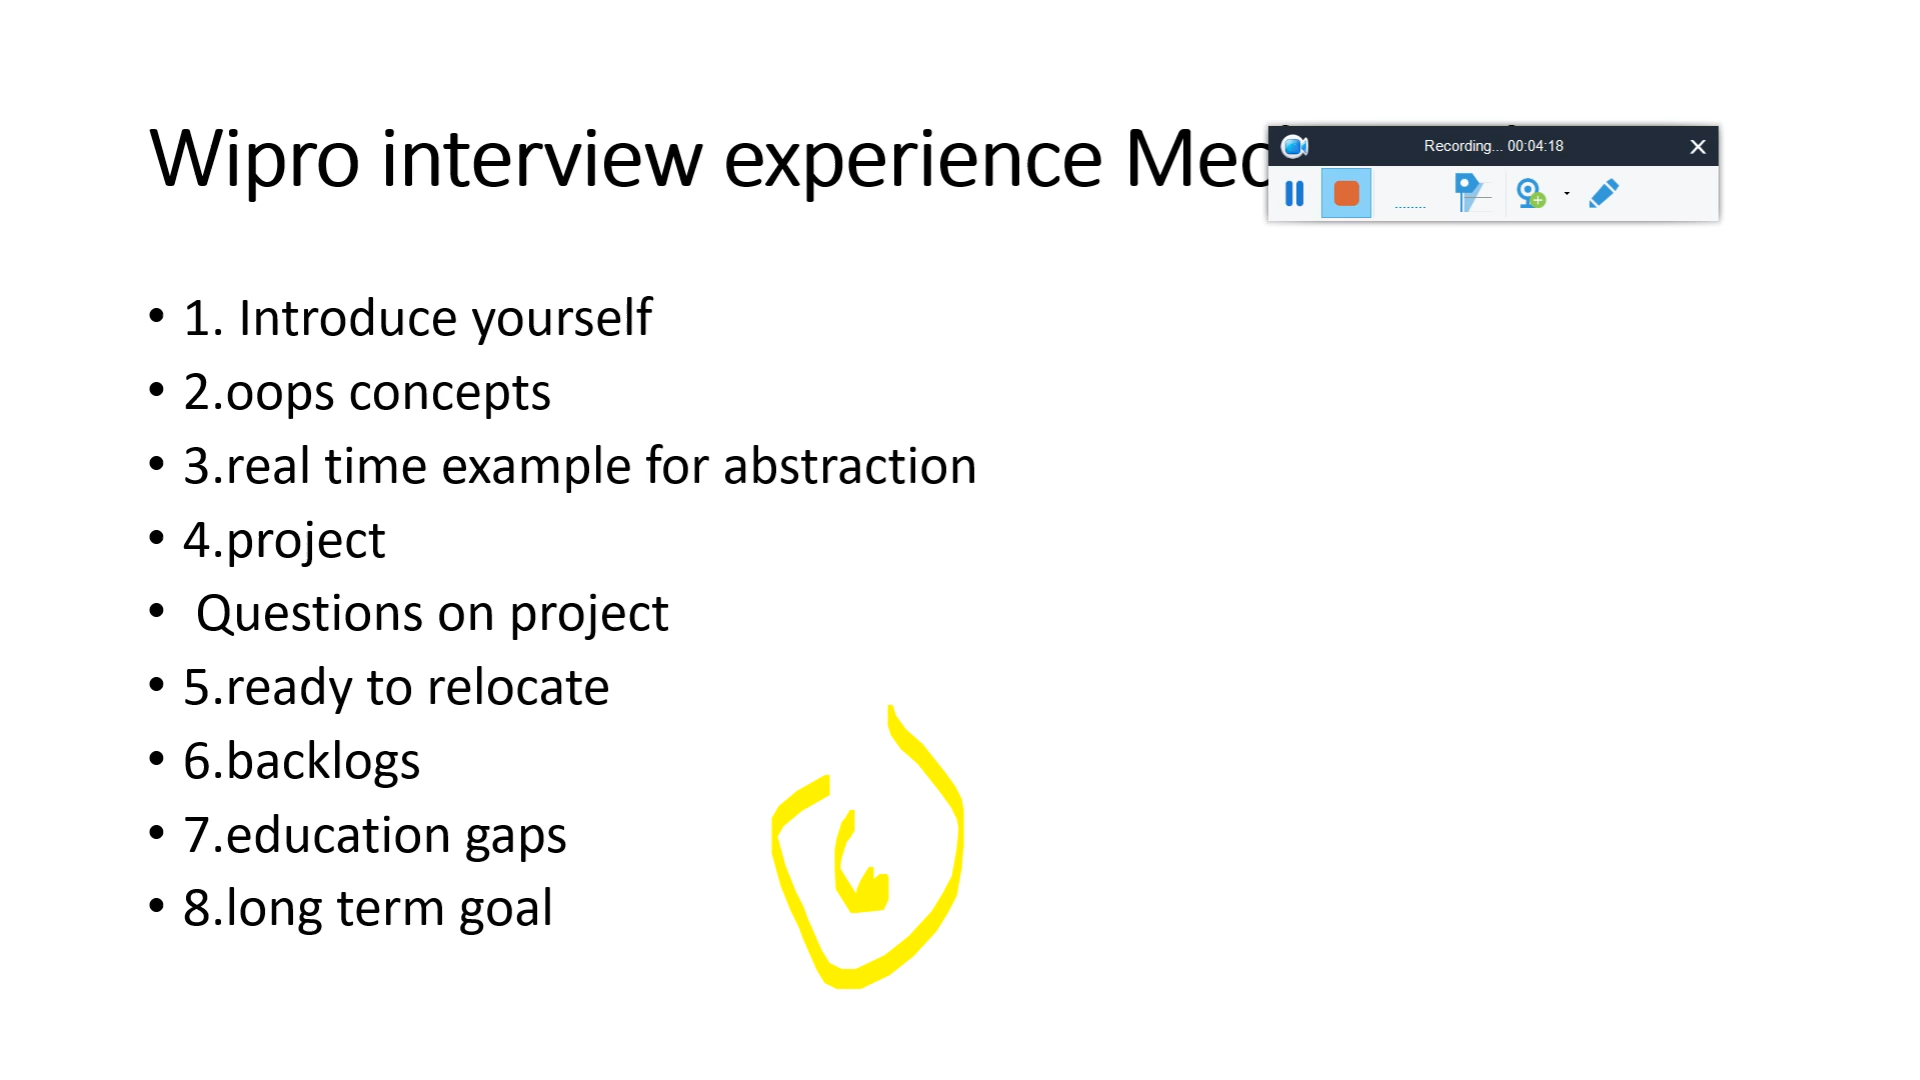 Wipro interview experience
Recording... 00:04:18
• 1. Introduce yourself
• 2.oops concepts
• 3.real time example for abstraction
• 4.project
• Questions on project
• 5.ready to relocate
• 6.backlogs
• 7.education gaps
• 8.long term goal